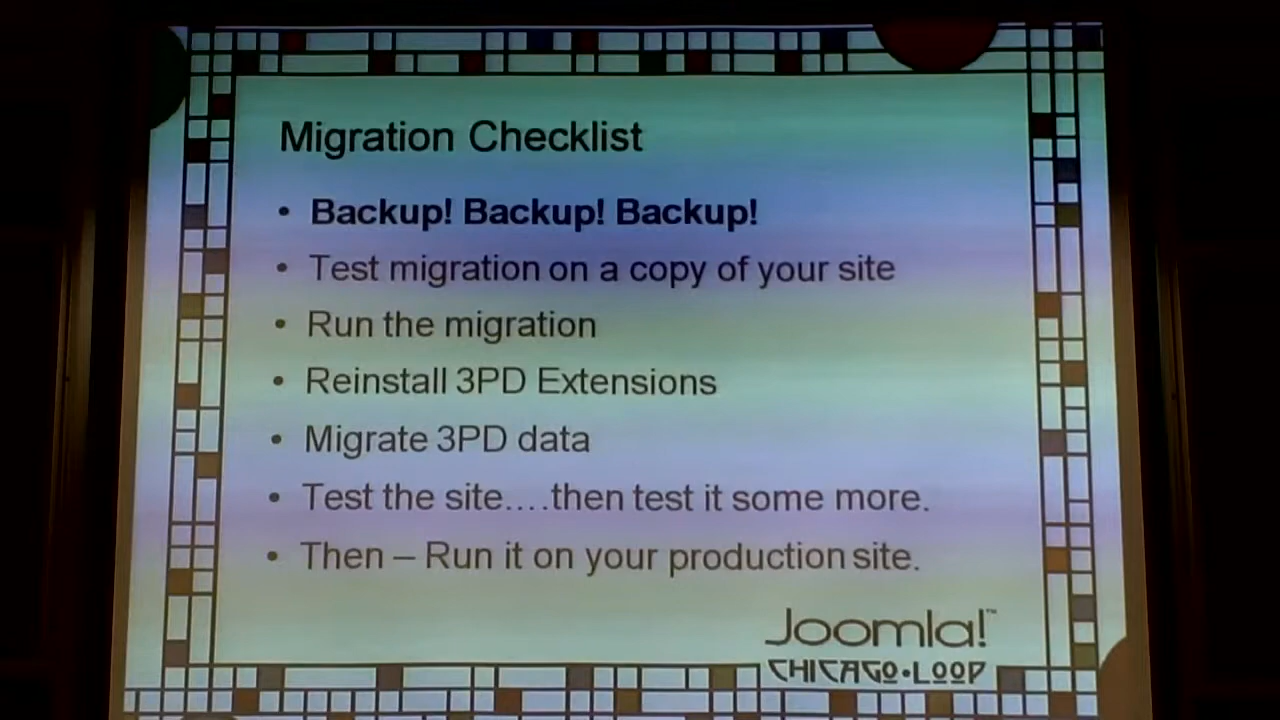 Migration Checklist
• Backup! Backup! Backup!
• Test migration on a copy of your site
• Run the migration
• Reinstall 3PD Extensions
• Migrate 3PD data
• Test the site....then test it some more.
• Then – Run it on your production site.
Joomla!™
CHICAGO•LOOP